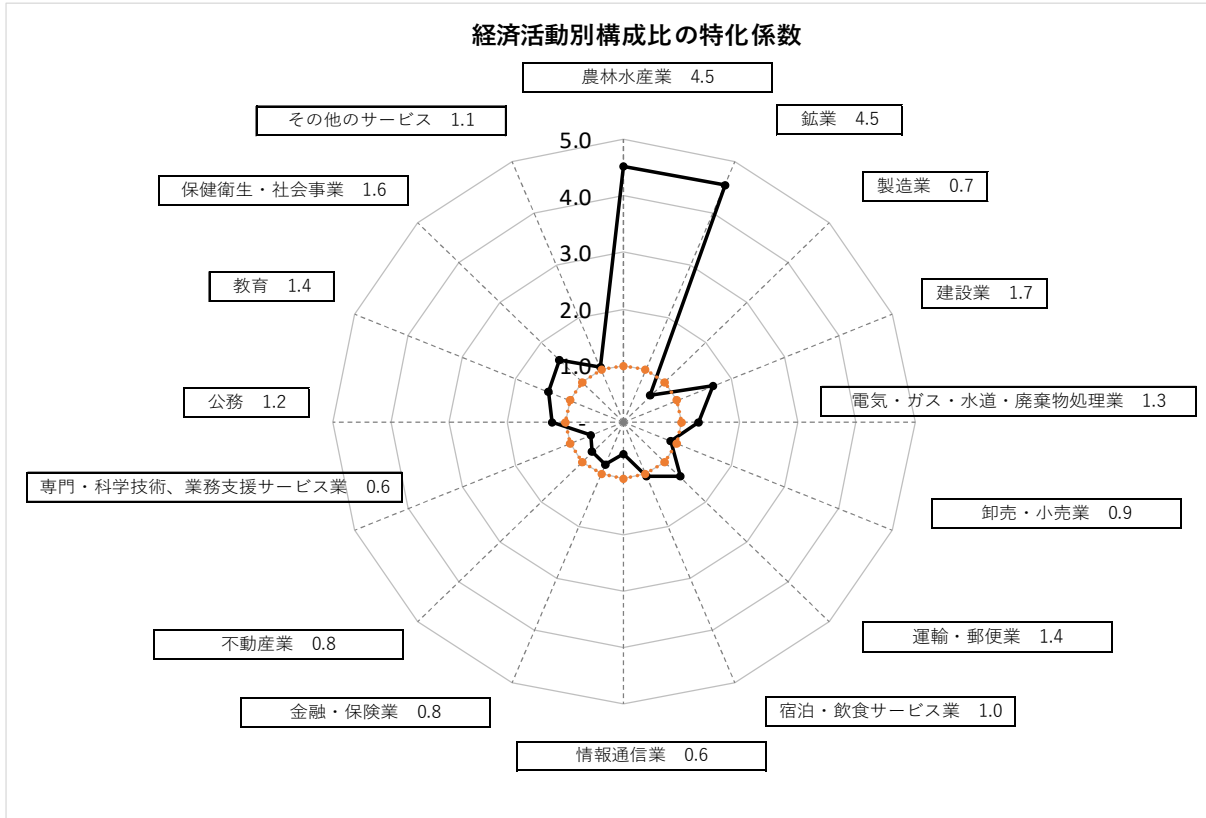 経済活動別構成比の特化係数
農林水産業　4.5
その他のサービス　1.1
鉱業　4.5
5.0
保健衛生・社会事業　1.6
製造業　0.7
4.0
3.0
教育　1.4
建設業　1.7
2.0
1.0
公務　1.2
電気・ガス・水道・廃棄物処理業　1.3
-
専門・科学技術、業務支援サービス業　0.6
卸売・小売業　0.9
不動産業　0.8
運輸・郵便業　1.4
金融・保険業　0.8
宿泊・飲食サービス業　1.0
情報通信業　0.6